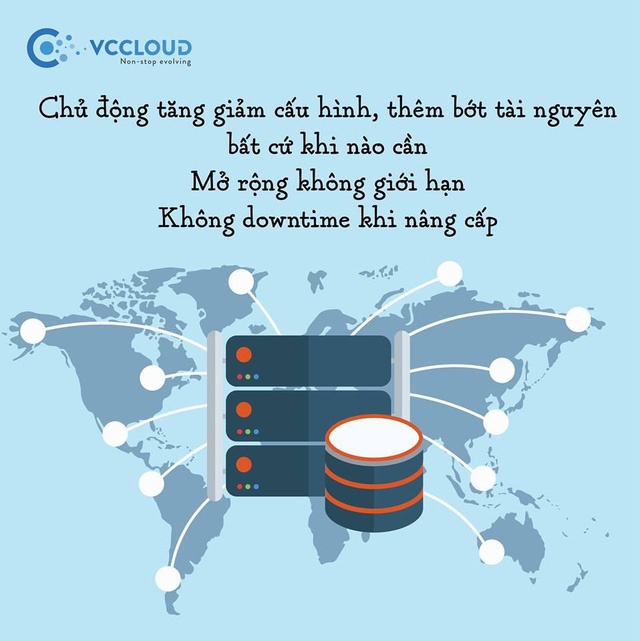 VCCLOUD
Non-stop evolving
Chủ động tăng giảm cấu hình, thêm bớt tài nguyên
bất cứ khi nào cần
Mở rộng không giới hạn
Không downtime khi nâng cấp